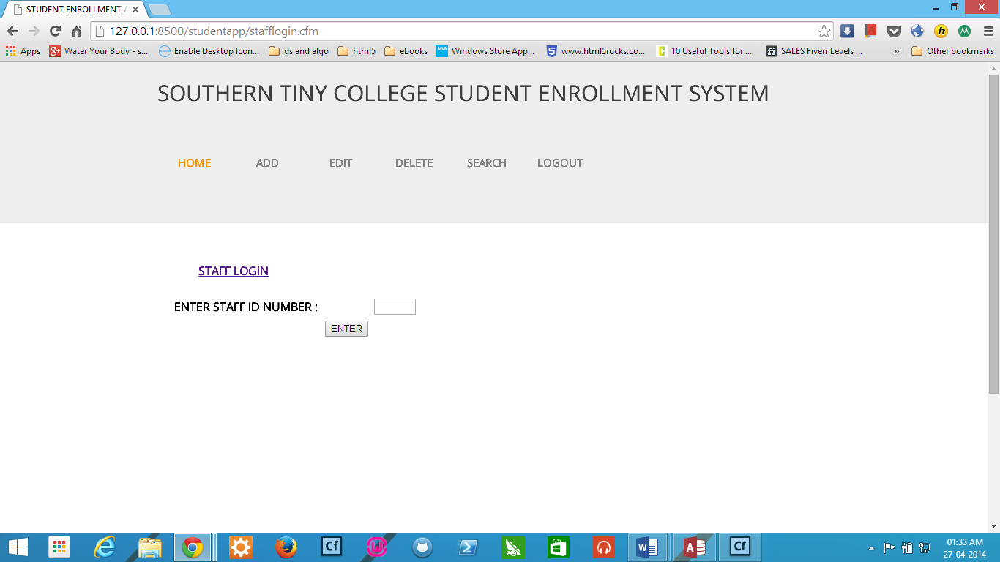 STUDENT ENROLLMENT A
127.0.0.1:8500/studentapp/stafflogin.cfm
Apps Water Your Body - s... Enable Desktop Icon... ds and algo html5 ebooks Windows Store App... www.html5rocks.co... 10 Useful Tools for ... SALES Fiverr Levels ... » Other bookmarks
SOUTHERN TINY COLLEGE STUDENT ENROLLMENT SYSTEM
HOME ADD EDIT DELETE SEARCH LOGOUT
STAFF LOGIN
ENTER STAFF ID NUMBER :
ENTER
01:33 AM
27-04-2014